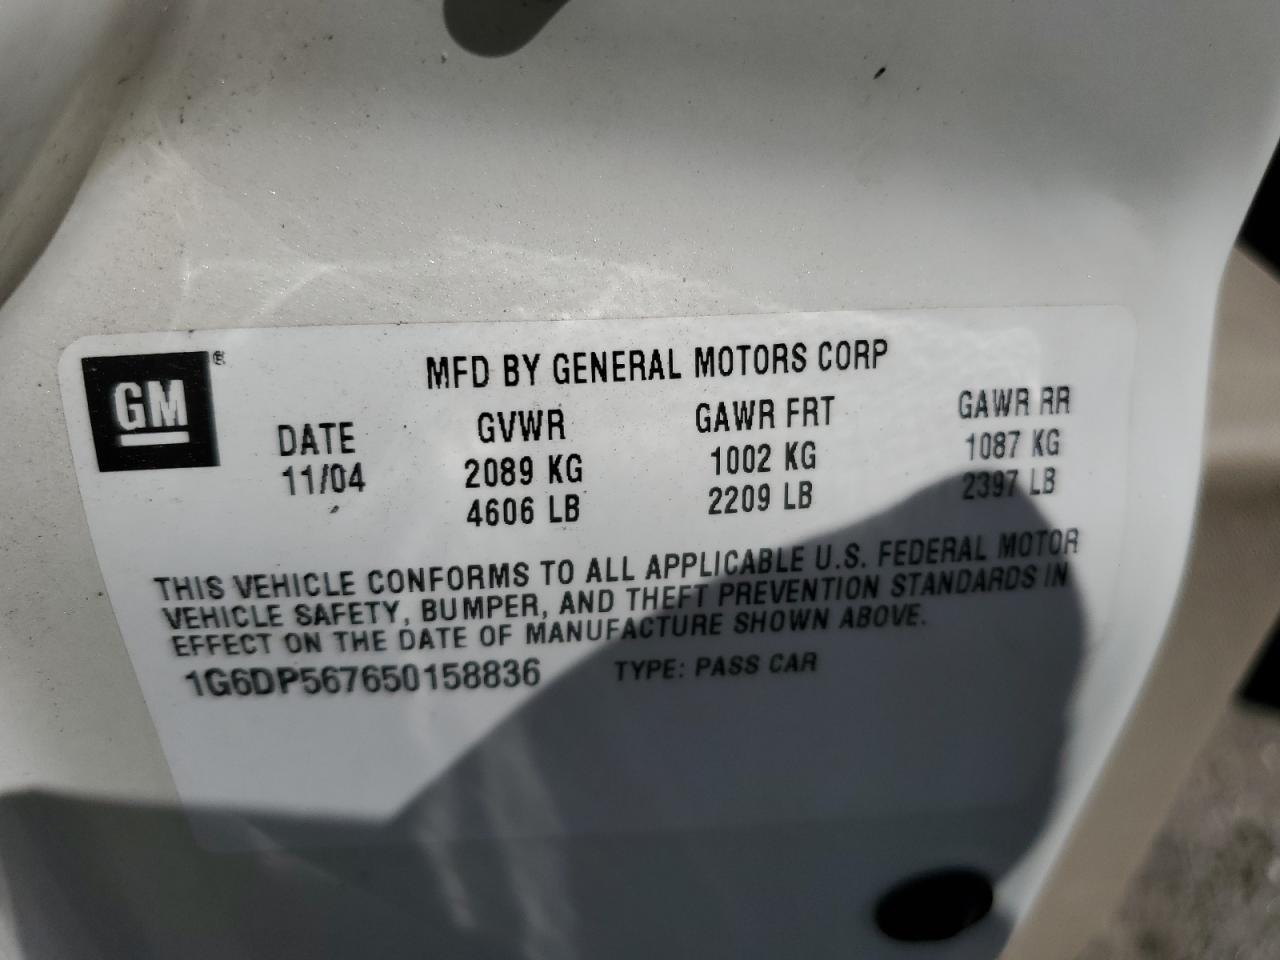 GM®
MFD BY GENERAL MOTORS CORP
DATE GVWR GAWR FRT GAWR RR
11/04 2089 KG 1002 KG 1087 KG
4606 LB 2209 LB 2397 LB
THIS VEHICLE CONFORMS TO ALL APPLICABLE U.S. FEDERAL MOTOR
VEHICLE SAFETY, BUMPER, AND THEFT PREVENTION STANDARDS IN
EFFECT ON THE DATE OF MANUFACTURE SHOWN ABOVE.
1G6DP567650158836 TYPE: PASS CAR